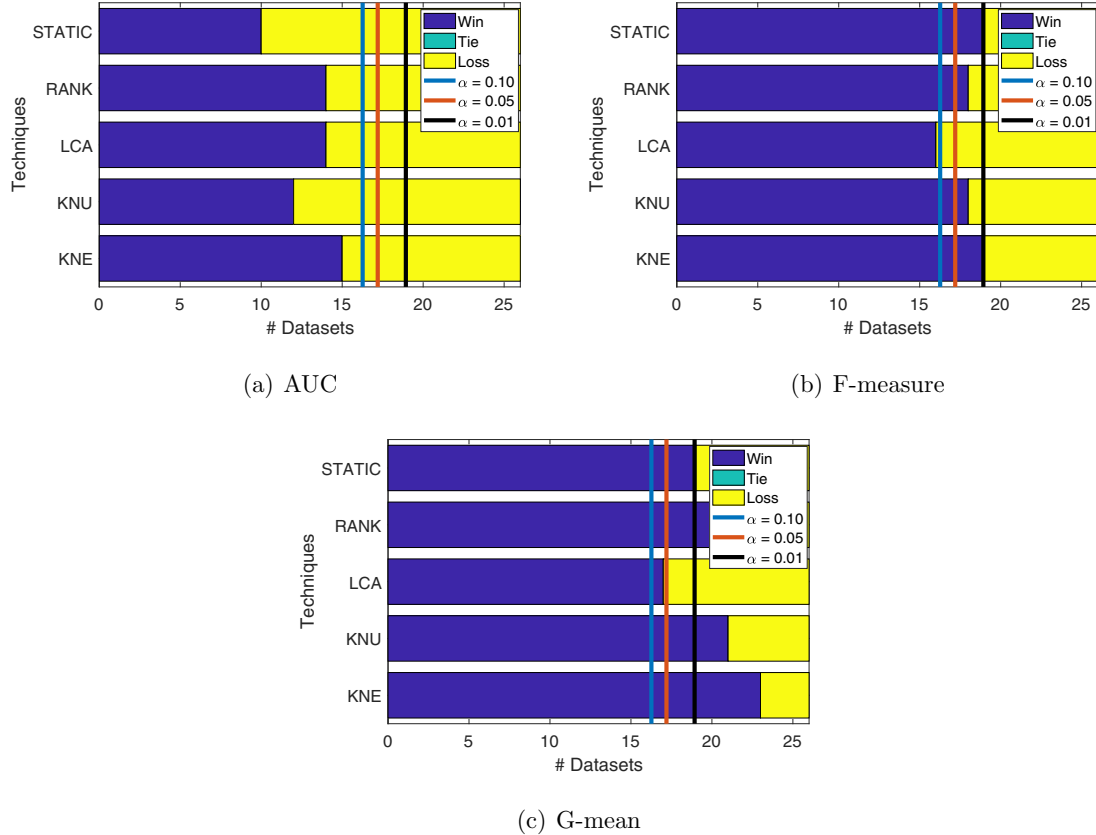 STATIC
RANK
LCA
KNU
KNE
Techniques
0 5 10 15 20 25
# Datasets
Win
Tie
Loss
α = 0.10
α = 0.05
α = 0.01
(a) AUC
STATIC
RANK
LCA
KNU
KNE
Techniques
0 5 10 15 20 25
# Datasets
Win
Tie
Loss
α = 0.10
α = 0.05
α = 0.01
(b) F-measure
STATIC
RANK
LCA
KNU
KNE
Techniques
0 5 10 15 20 25
# Datasets
Win
Tie
Loss
α = 0.10
α = 0.05
α = 0.01
(c) G-mean